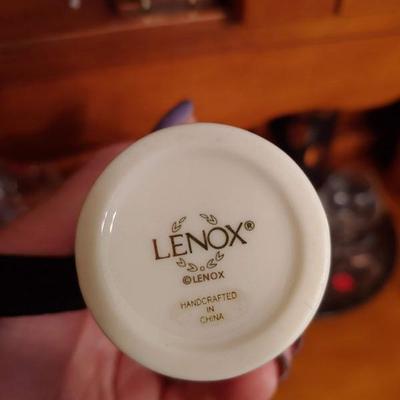 LENOX®
©LENOX
HANDCRAFTED
IN
CHINA